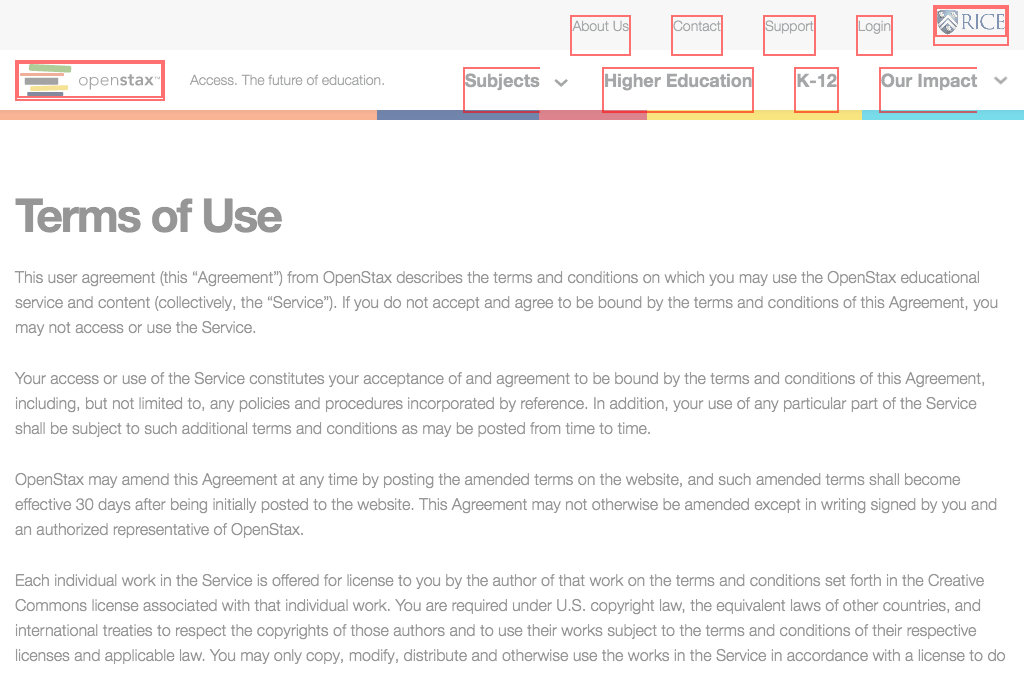 About Us Contact Support Login RICE
openstax™ Access. The future of education. Subjects Higher Education K-12 Our Impact
Terms of Use
This user agreement (this “Agreement”) from OpenStax describes the terms and conditions on which you may use the OpenStax educational
service and content (collectively, the “Service”). If you do not accept and agree to be bound by the terms and conditions of this Agreement, you
may not access or use the Service.
Your access or use of the Service constitutes your acceptance of and agreement to be bound by the terms and conditions of this Agreement,
including, but not limited to, any policies and procedures incorporated by reference. In addition, your use of any particular part of the Service
shall be subject to such additional terms and conditions as may be posted from time to time.
OpenStax may amend this Agreement at any time by posting the amended terms on the website, and such amended terms shall become
effective 30 days after being initially posted to the website. This Agreement may not otherwise be amended except in writing signed by you and
an authorized representative of OpenStax.
Each individual work in the Service is offered for license to you by the author of that work on the terms and conditions set forth in the Creative
Commons license associated with that individual work. You are required under U.S. copyright law, the equivalent laws of other countries, and
international treaties to respect the copyrights of those authors and to use their works subject to the terms and conditions of their respective
licenses and applicable law. You may only copy, modify, distribute and otherwise use the works in the Service in accordance with a license to do